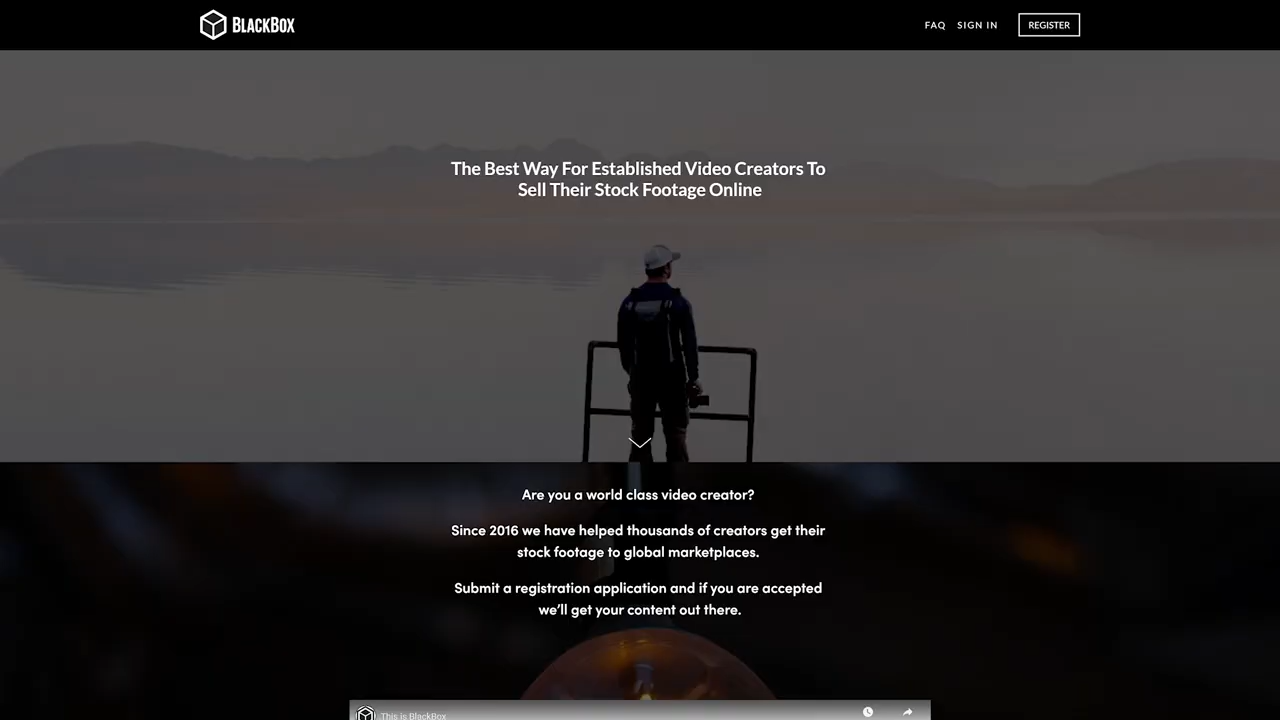 BLACKBOX
FAQ SIGN IN REGISTER
The Best Way For Established Video Creators To
Sell Their Stock Footage Online
Are you a world class video creator?
Since 2016 we have helped thousands of creators get their
stock footage to global marketplaces.
Submit a registration application and if you are accepted
we'll get your content out there.
This is BlackBox